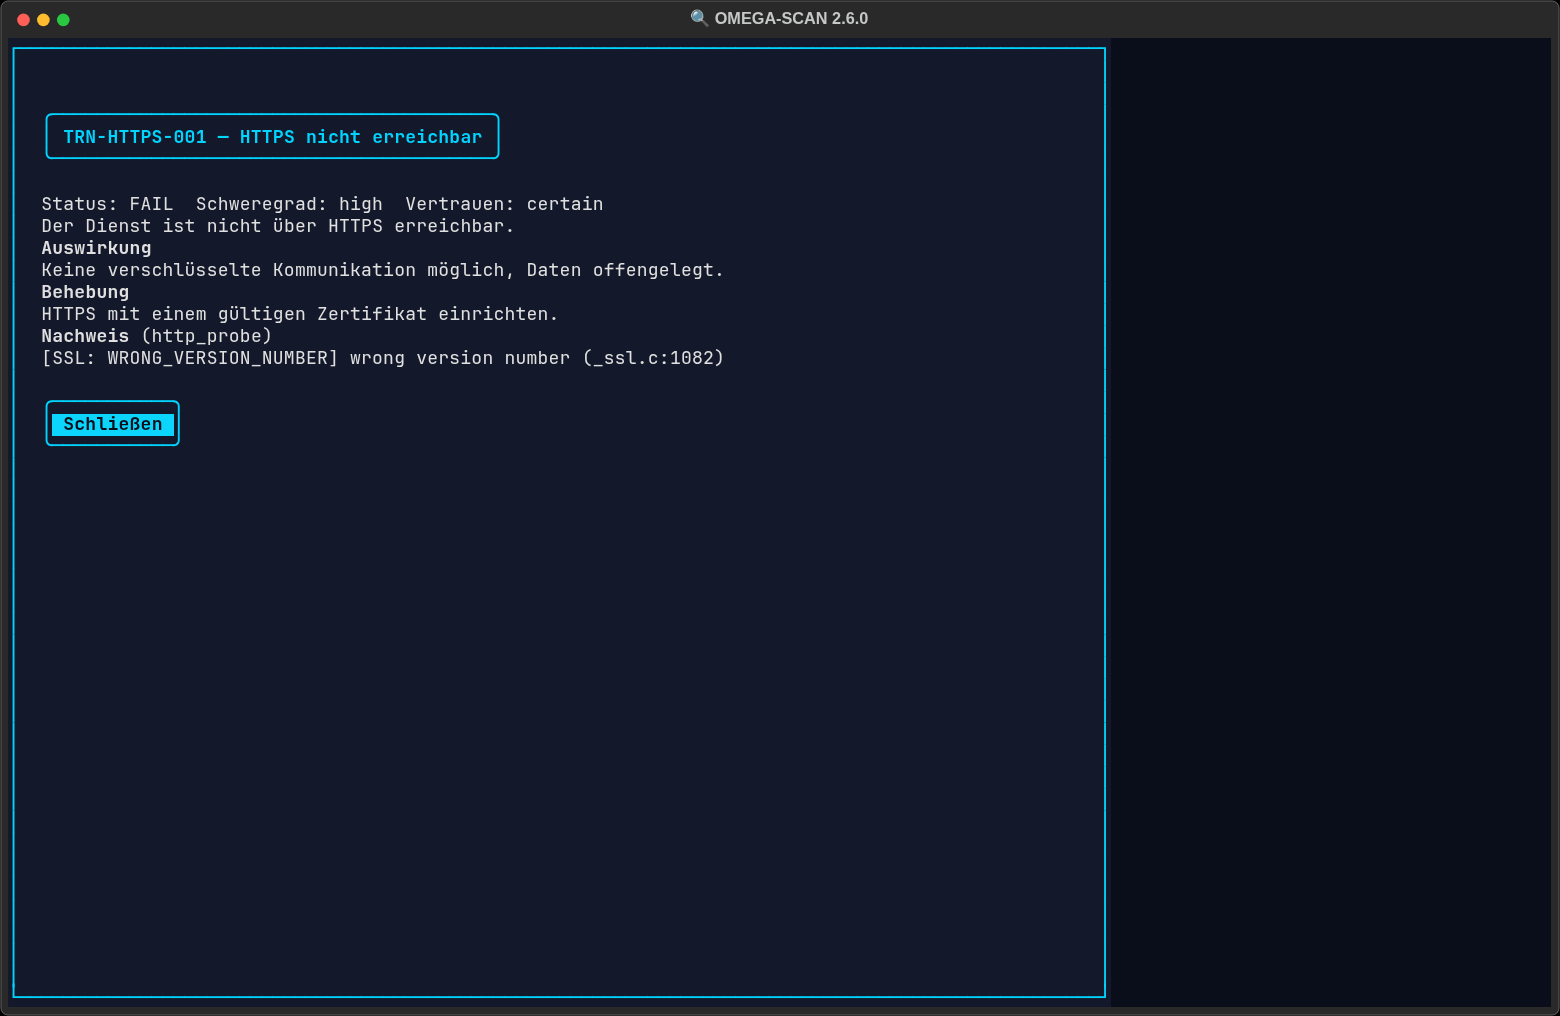 🔍 OMEGA-SCAN 2.6.0
TRN-HTTPS-001 — HTTPS nicht erreichbar
Status: FAIL  Schweregrad: high  Vertrauen: certain
Der Dienst ist nicht über HTTPS erreichbar.
Auswirkung
Keine verschlüsselte Kommunikation möglich, Daten offengelegt.
Behebung
HTTPS mit einem gültigen Zertifikat einrichten.
Nachweis (http_probe)
[SSL: WRONG_VERSION_NUMBER] wrong version number (_ssl.c:1082)
Schließen